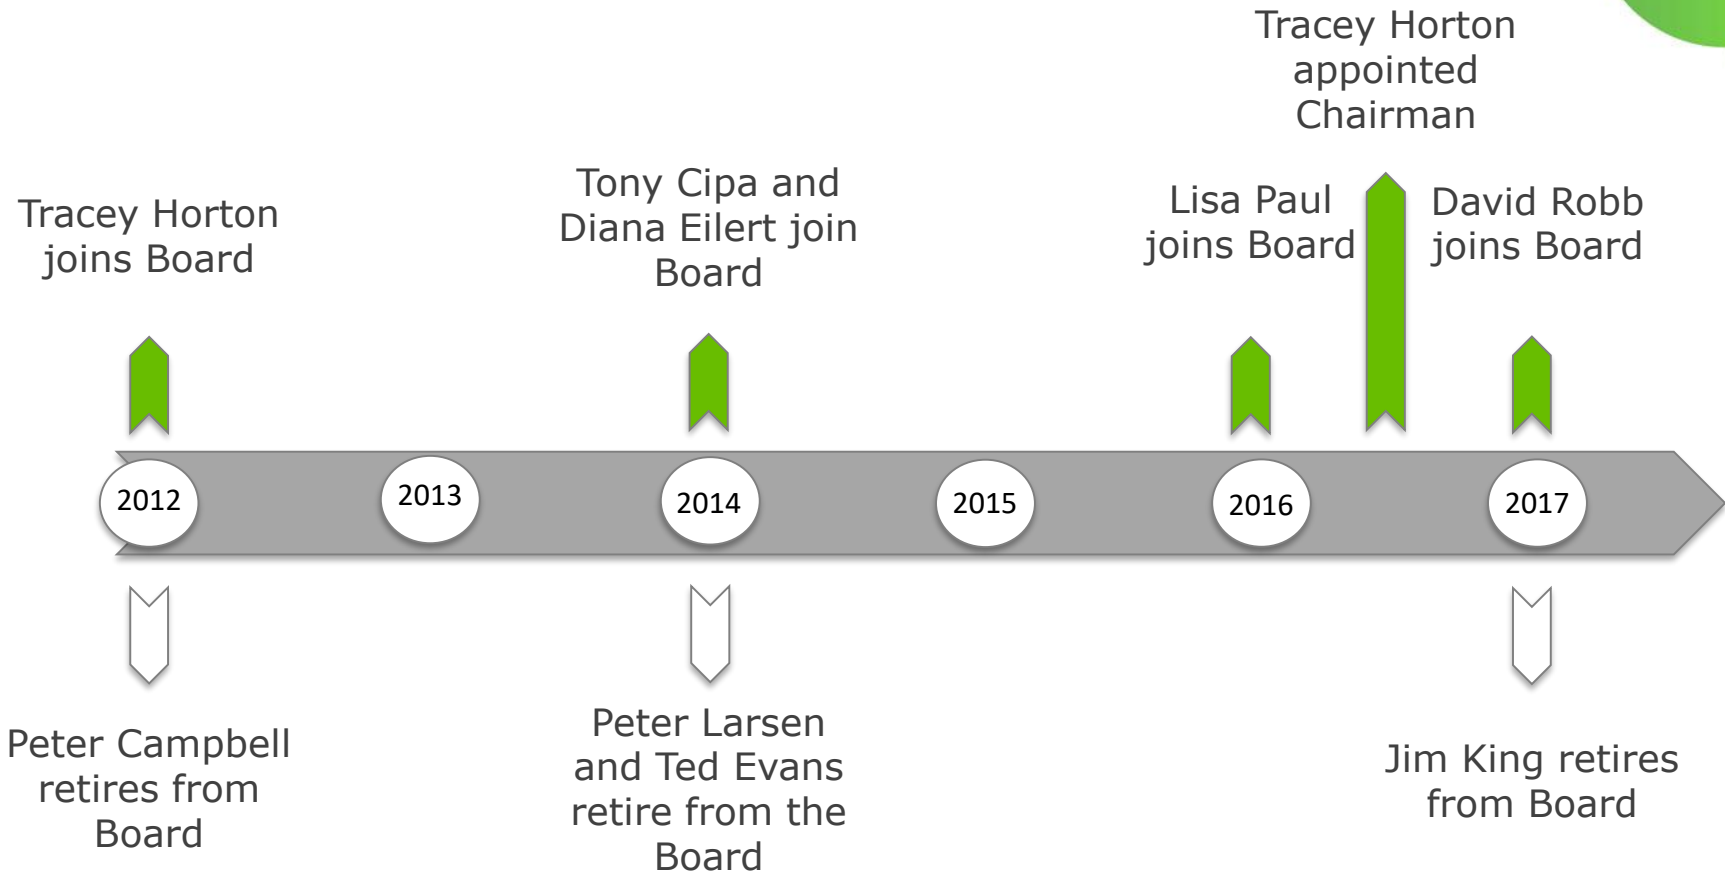 Tracey Horton
appointed
Chairman
Tracey Horton
joins Board
Tony Cipa and
Diana Eilert join
Board
Lisa Paul
joins Board
David Robb
joins Board
2012
2013
2014
2015
2016
2017
Peter Campbell
retires from
Board
Peter Larsen
and Ted Evans
retire from the
Board
Jim King retires
from Board